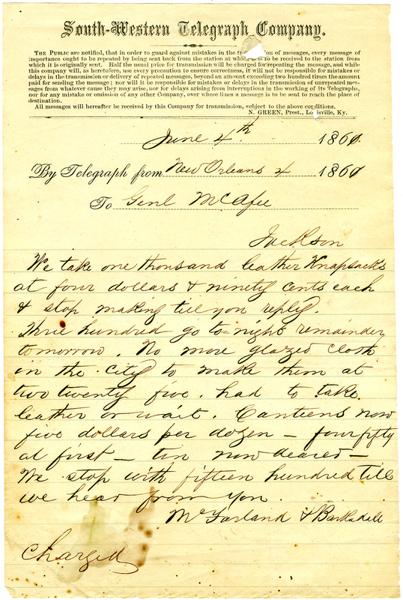 South-Western Telegraph Company.
THE PUBLIC are notified, that in order to guard against mistakes in the of messages, every message of
importance ought to be repeated by being sent back from the station at which it is to be received to the station from
which it is originally sent. Half the usual price for transmission will be charged for repeating the message, and while
this company will, as heretofore, use every precaution to ensure correctness, it will not be responsible for mistakes or
delays in the transmission or delivery of repeated messages, beyond an amount exceeding two hundred times the amount
paid for sending the message; nor will it be responsible for mistakes or delays in the transmission of unrepeated mes-
sages from whatever cause they may arise, nor for delays arising from interruptions in the working of its Telegraphs,
nor for any mistake or omission of any other Company, over whose lines a message is to be sent to reach the place of
destination.
All messages will hereafter be received by this Company for transmission, subject to the above conditions.
N. GREEN, Prest., Louisville, Ky.
June 4th 1861
By Telegraph from New Orleans 4 1861
To Genl McAfee
Jackson
We take one thousand leather Knapsacks
at four dollars & ninety cents each
& stop making till you reply.
Three hundred go to night remainder
tomorrow. No more glazed cloth
in the city to make them at
two twenty five. had to take
leather or wait. Canteens now
five dollars per dozen – four fifty
at first – tin now dearer –
We stop with fifteen hundred till
we hear from you
McFarland & Barksdale
Charged